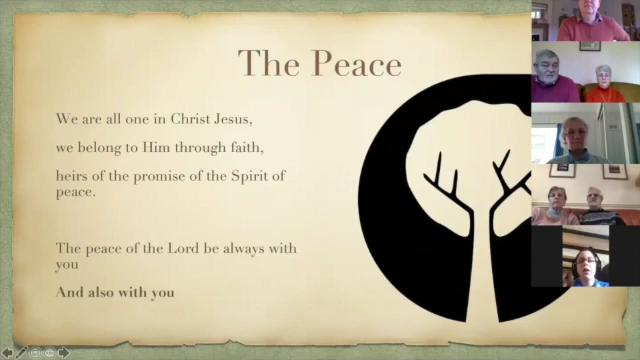 The Peace
We are all one in Christ Jesus,
we belong to Him through faith,
heirs of the promise of the Spirit of
peace.
The peace of the Lord be always with
you
And also with you